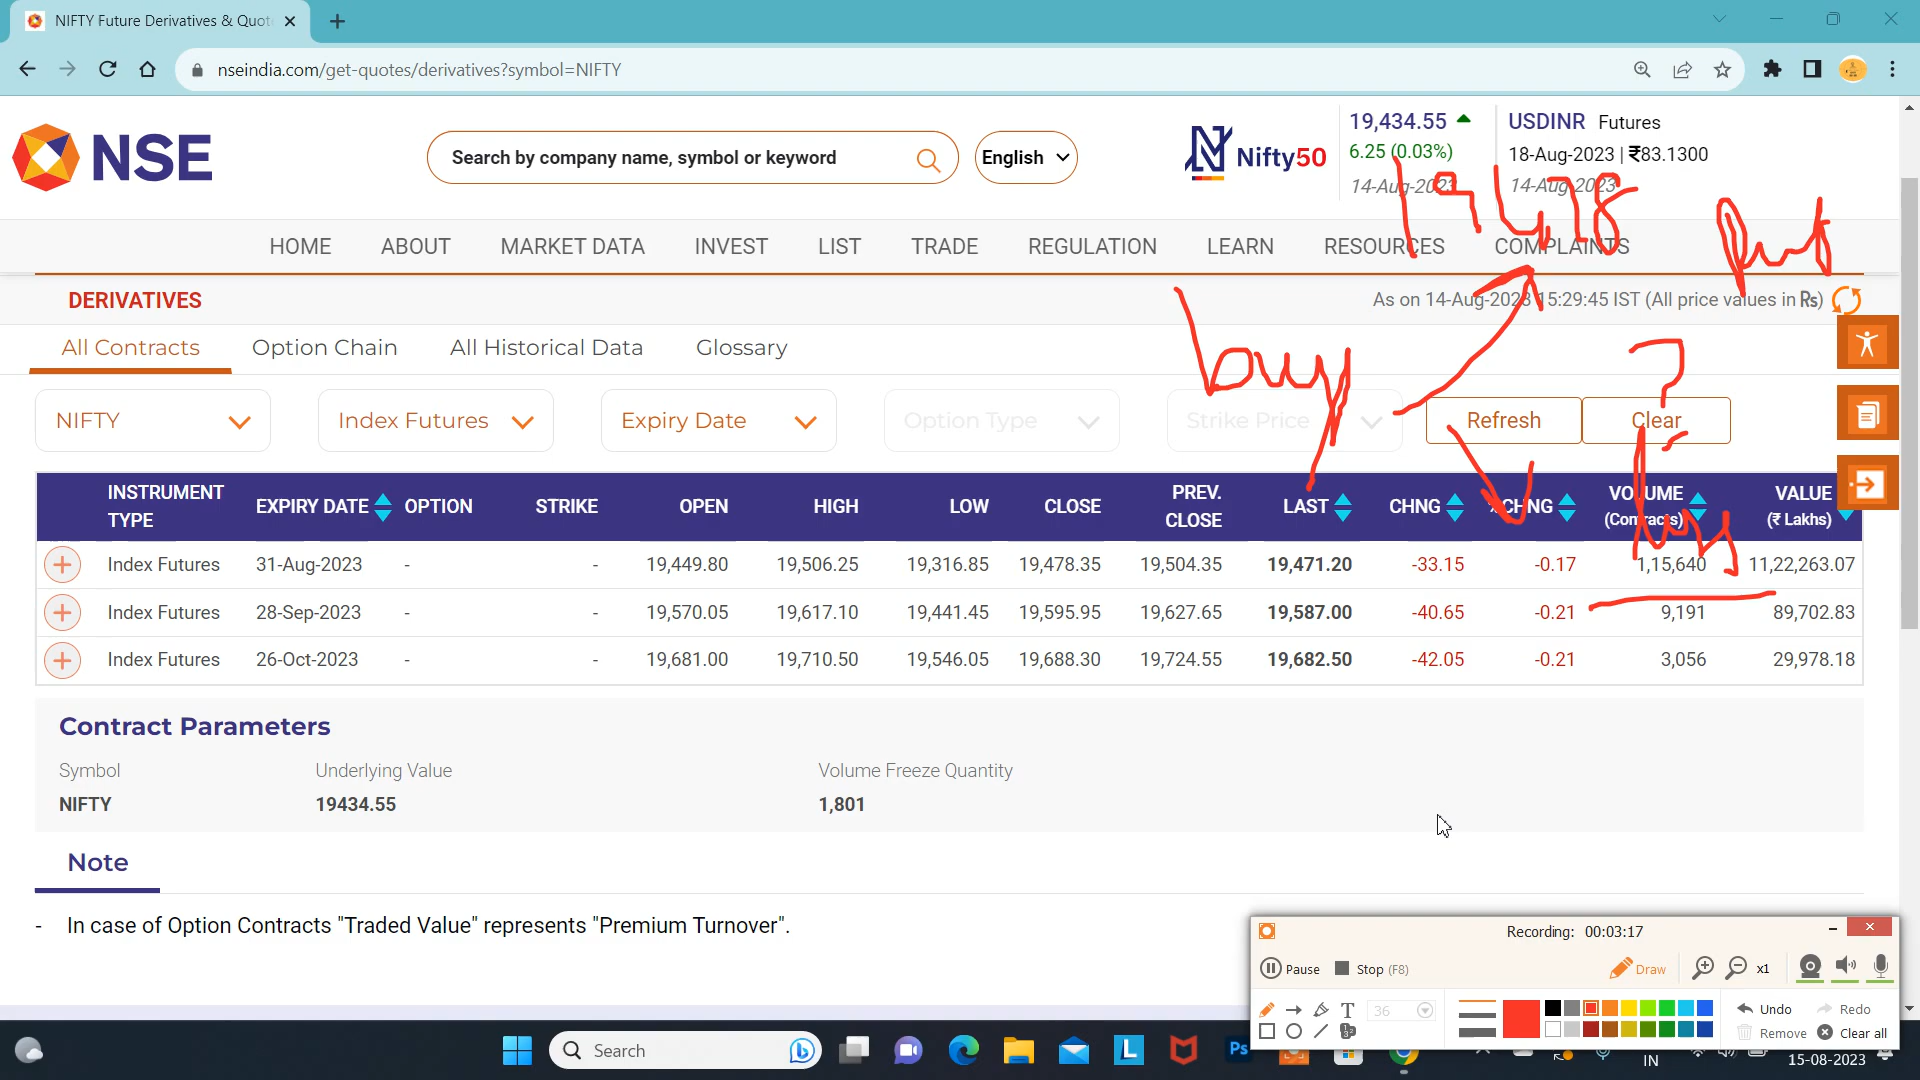 NIFTY Future Derivatives & Quot
nseindia.com/get-quotes/derivatives?symbol=NIFTY
NSE
Search by company name, symbol or keyword
English
Nifty50
19,434.55
6.25 (0.03%)
14-Aug-2023
USDINR Futures
18-Aug-2023 | ₹83.1300
14-Aug-2023
HOME ABOUT MARKET DATA INVEST LIST TRADE REGULATION LEARN RESOURCES COMPLAINTS
DERIVATIVES
As on 14-Aug-2023 15:29:45 IST (All price values in ₨)
buy
?
All Contracts Option Chain All Historical Data Glossary
NIFTY Index Futures Expiry Date Option Type Strike Price Refresh Clear
INSTRUMENT TYPE EXPIRY DATE OPTION STRIKE OPEN HIGH LOW CLOSE PREV. CLOSE LAST CHNG %CHNG VOLUME (Contracts) VALUE (₹ Lakhs)
Index Futures 31-Aug-2023 - - 19,449.80 19,506.25 19,316.85 19,478.35 19,504.35 19,471.20 -33.15 -0.17 1,15,640 11,22,263.07
Index Futures 28-Sep-2023 - - 19,570.05 19,617.10 19,441.45 19,595.95 19,627.65 19,587.00 -40.65 -0.21 9,191 89,702.83
Index Futures 26-Oct-2023 - - 19,681.00 19,710.50 19,546.05 19,688.30 19,724.55 19,682.50 -42.05 -0.21 3,056 29,978.18
Contract Parameters
Symbol Underlying Value Volume Freeze Quantity
NIFTY 19434.55 1,801
Note
- In case of Option Contracts "Traded Value" represents "Premium Turnover".
Recording: 00:03:17
Pause Stop (F8) Draw x1
T 36 Undo Redo
Remove Clear all
Search
L
Ps
IN
15-08-2023